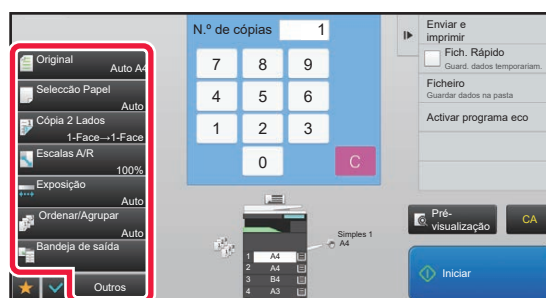 Original
Auto A4
Seleccão Papel
Auto
Cópia 2 Lados
1-Face→1-Face
Escalas A/R
100%
Exposição
Auto
Ordenar/Agrupar
Auto
Bandeja de saída
Outros
N.º de cópias 1
7 8 9
4 5 6
1 2 3
0 C
Simples 1
A4
1 A4
2 A4
3 B4
4 A3
Enviar e
imprimir
Fich. Rápido
Guard. dados temporariam.
Ficheiro
Guardar dados na pasta
Activar programa eco
Pré-
visualização
CA
Iniciar